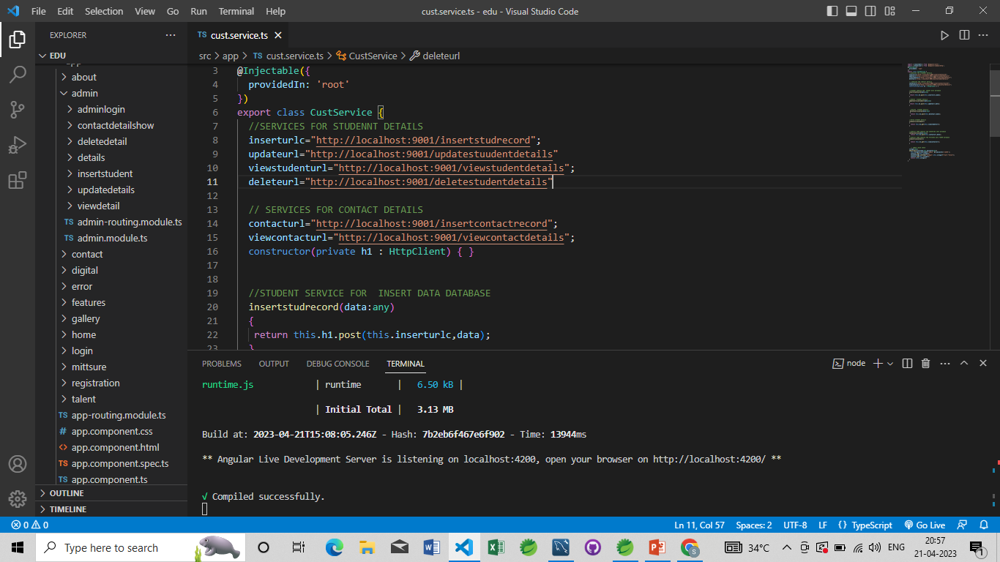 File Edit Selection View Go Run Terminal Help
cust.service.ts - edu - Visual Studio Code
EXPLORER
EDU
about
admin
adminlogin
contactdetailshow
deletedetail
details
insertstudent
updatedetails
viewdetail
TS admin-routing.module.ts
TS admin.module.ts
contact
digital
error
features
gallery
home
login
mittsure
registration
talent
TS app-routing.module.ts
# app.component.css
<> app.component.html
TS app.component.spec.ts
TS app.component.ts
OUTLINE
TIMELINE
TS cust.service.ts
src > app > TS cust.service.ts > CustService > deleteurl
3 @Injectable({
4 providedIn: 'root'
5 })
6 export class CustService {
7 //SERVICES FOR STUDENNT DETAILS
8 inserturlc="http://localhost:9001/insertstudrecord";
9 updateurl="http://localhost:9001/updatestuudentdetails"
10 viewstudenturl="http://localhost:9001/viewstudentdetails";
11 deleteurl="http://localhost:9001/deletestudentdetails"
12
13 // SERVICES FOR CONTACT DETAILS
14 contacturl="http://localhost:9001/insertcontactrecord";
15 viewcontacturl="http://localhost:9001/viewcontactdetails";
16 constructor(private h1 : HttpClient) { }
17
18
19 //STUDENT SERVICE FOR  INSERT DATA DATABASE
20 insertstudrecord(data:any)
21 {
22 return this.h1.post(this.inserturlc,data);
23 }
PROBLEMS OUTPUT DEBUG CONSOLE TERMINAL
node
runtime.js | runtime | 6.50 kB |
| Initial Total | 3.13 MB
Build at: 2023-04-21T15:08:05.246Z - Hash: 7b2eb6f467e6f902 - Time: 13944ms
** Angular Live Development Server is listening on localhost:4200, open your browser on http://localhost:4200/ **
√ Compiled successfully.
0 0
Ln 11, Col 57 Spaces: 2 UTF-8 LF {} TypeScript Go Live
Type here to search
34°C
ENG
20:57
21-04-2023
1